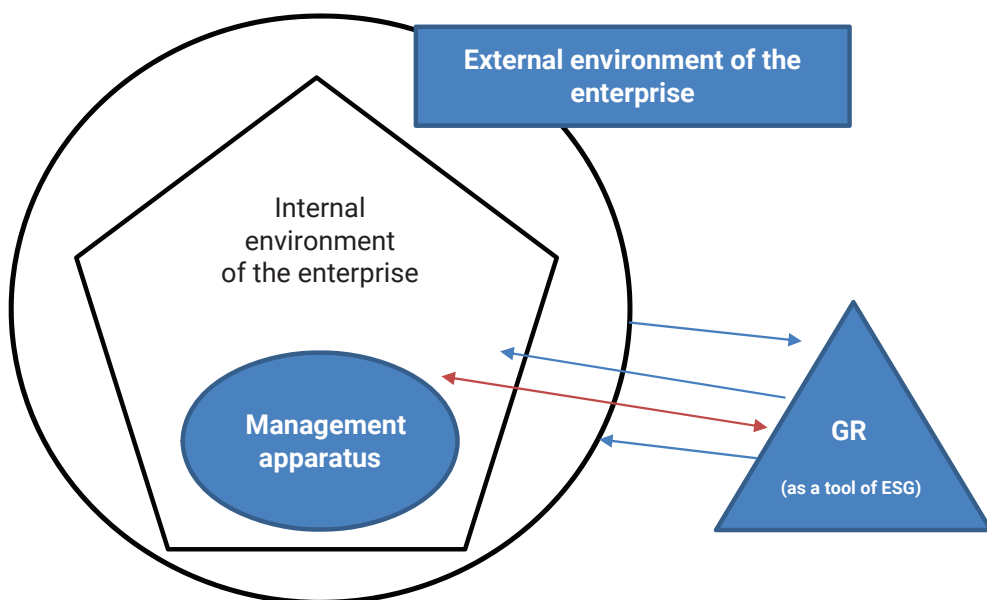 External environment of the
enterprise
Internal
environment
of the enterprise
Management
apparatus
GR
(as a tool of ESG)